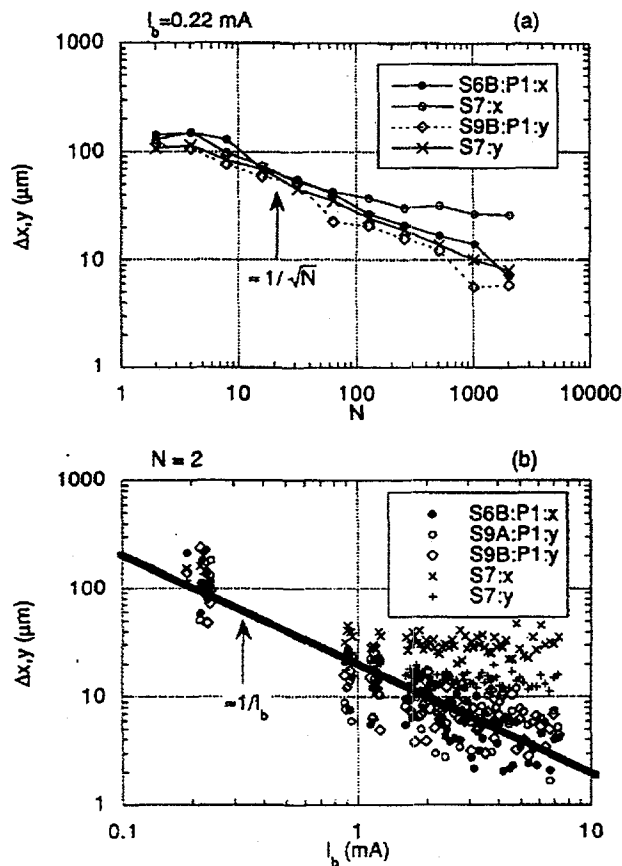 I_b=0.22 mA (a)
1000
100
10
1
Δx,y (μm)
S6B:P1:x
S7:x
S9B:P1:y
S7:y
≈ 1/√N
1 10 100 1000 10000
N
N = 2 (b)
1000
100
10
1
Δx,y (μm)
S6B:P1:x
S9A:P1:y
S9B:P1:y
S7:x
S7:y
≈1/I_b
0.1 1 10
I_b (mA)